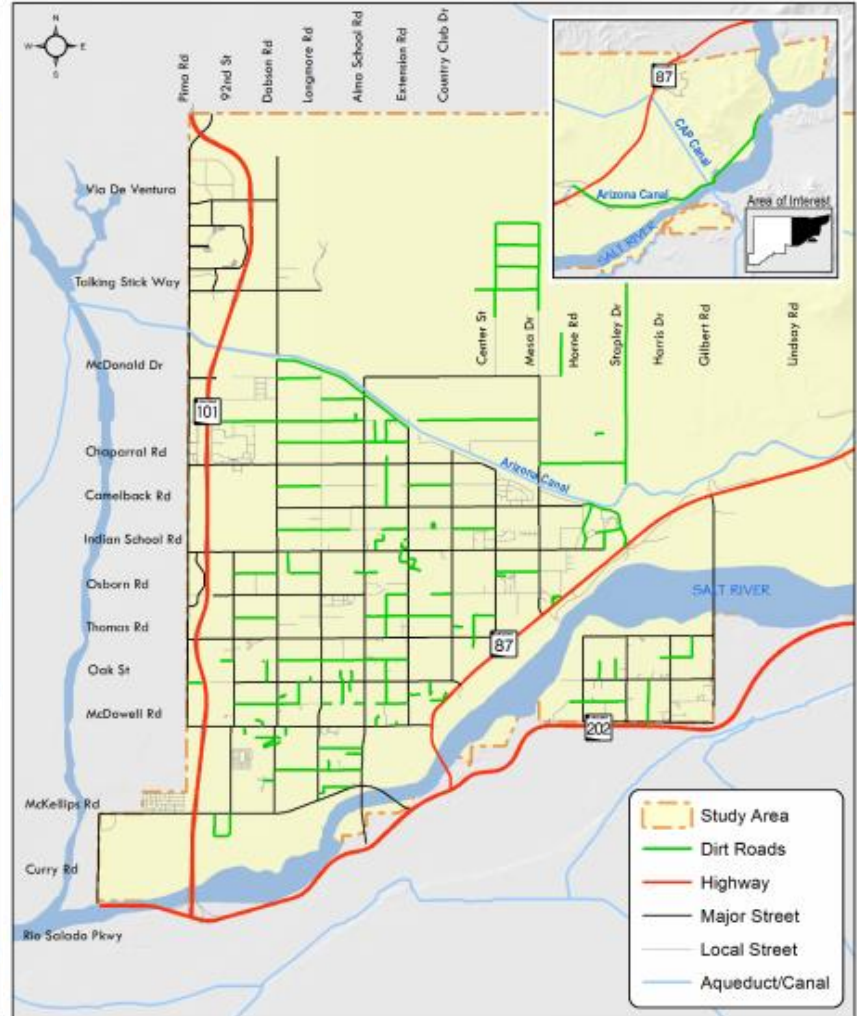 N
W
E
S
Pima Rd
92nd St
Dobson Rd
Longmore Rd
Alma School Rd
Extension Rd
Country Club Dr
87
CAP Canal
Arizona Canal
SALT RIVER
Area of Interest
Via De Ventura
Talking Stick Way
McDonald Dr
Chaparral Rd
Camelback Rd
Indian School Rd
Osborn Rd
Thomas Rd
Oak St
McDowell Rd
McKellips Rd
Curry Rd
Rio Salado Pkwy
Center St
Mesa Dr
Horne Rd
Stapley Dr
Harris Dr
Gilbert Rd
Lindsay Rd
101
Arizona Canal
SALT RIVER
87
202
Study Area
Dirt Roads
Highway
Major Street
Local Street
Aqueduct/Canal